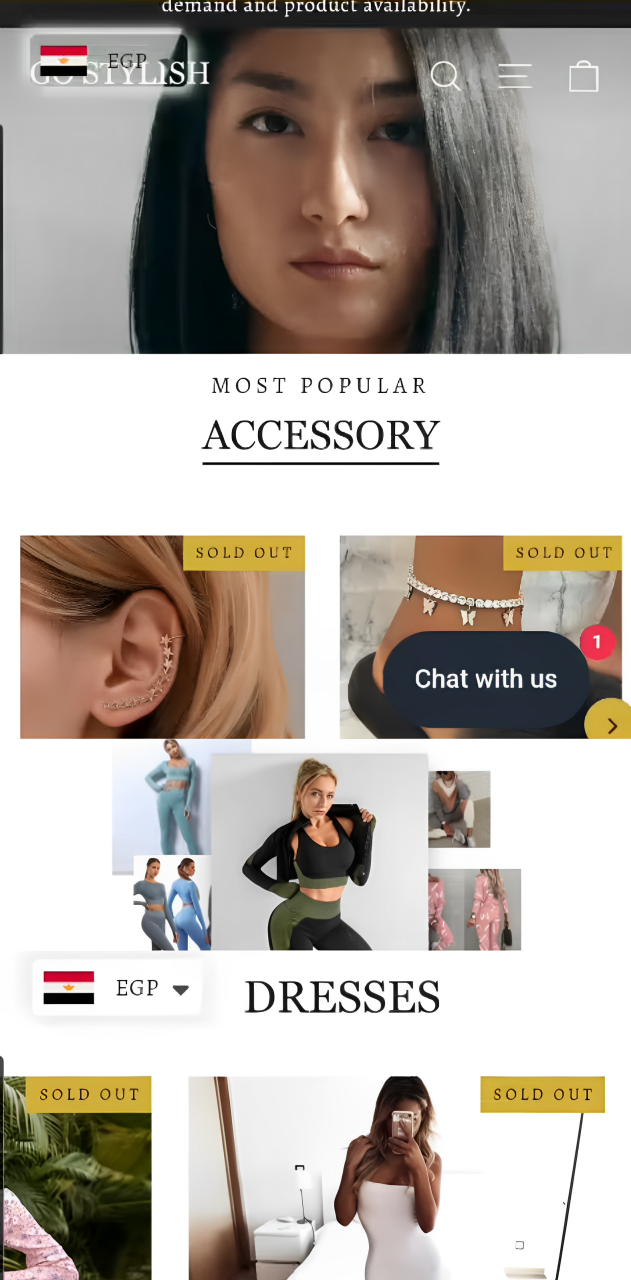 demand and product availability.
EGP
GO STYLISH
MOST POPULAR
ACCESSORY
SOLD OUT
SOLD OUT
1
Chat with us
EGP
DRESSES
SOLD OUT
SOLD OUT